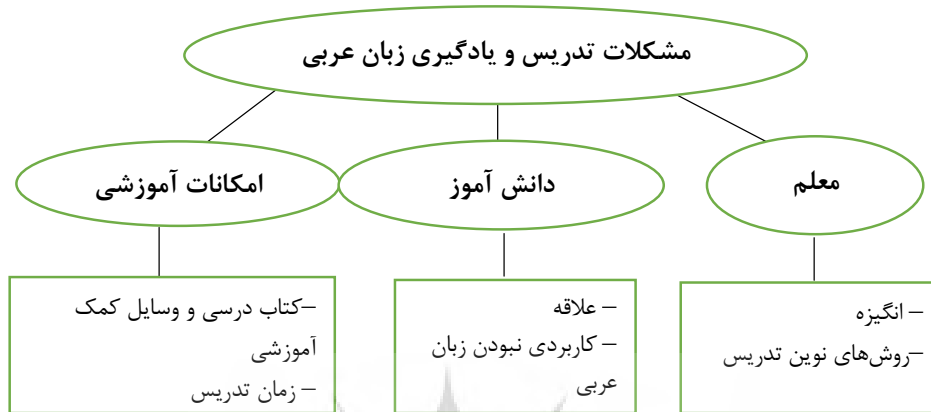 مشکلات تدریس و یادگیری زبان عربی
معلم
دانش آموز
امکانات آموزشی
– انگیزه
–روش‌های نوین تدریس
– علاقه
– کاربردی نبودن زبان
عربی
–کتاب درسی و وسایل کمک
آموزشی
– زمان تدریس